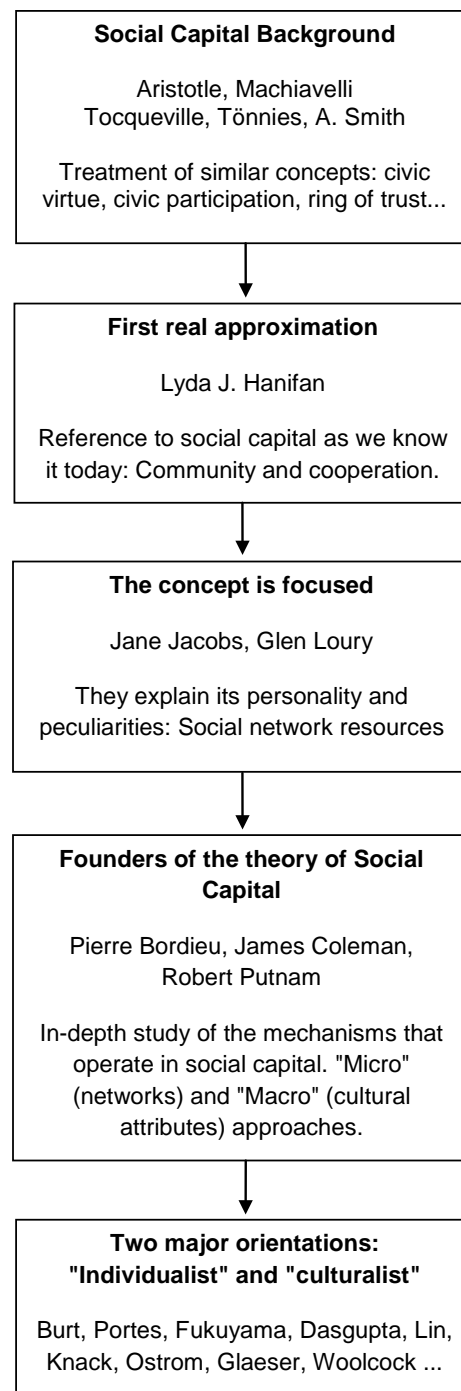 Social Capital Background
Aristotle, Machiavelli
Tocqueville, Tönnies, A. Smith
Treatment of similar concepts: civic
virtue, civic participation, ring of trust...
First real approximation
Lyda J. Hanifan
Reference to social capital as we know
it today: Community and cooperation.
The concept is focused
Jane Jacobs, Glen Loury
They explain its personality and
peculiarities: Social network resources
Founders of the theory of Social
Capital
Pierre Bordieu, James Coleman,
Robert Putnam
In-depth study of the mechanisms that
operate in social capital. "Micro"
(networks) and "Macro" (cultural
attributes) approaches.
Two major orientations:
"Individualist" and "culturalist"
Burt, Portes, Fukuyama, Dasgupta, Lin,
Knack, Ostrom, Glaeser, Woolcock ...